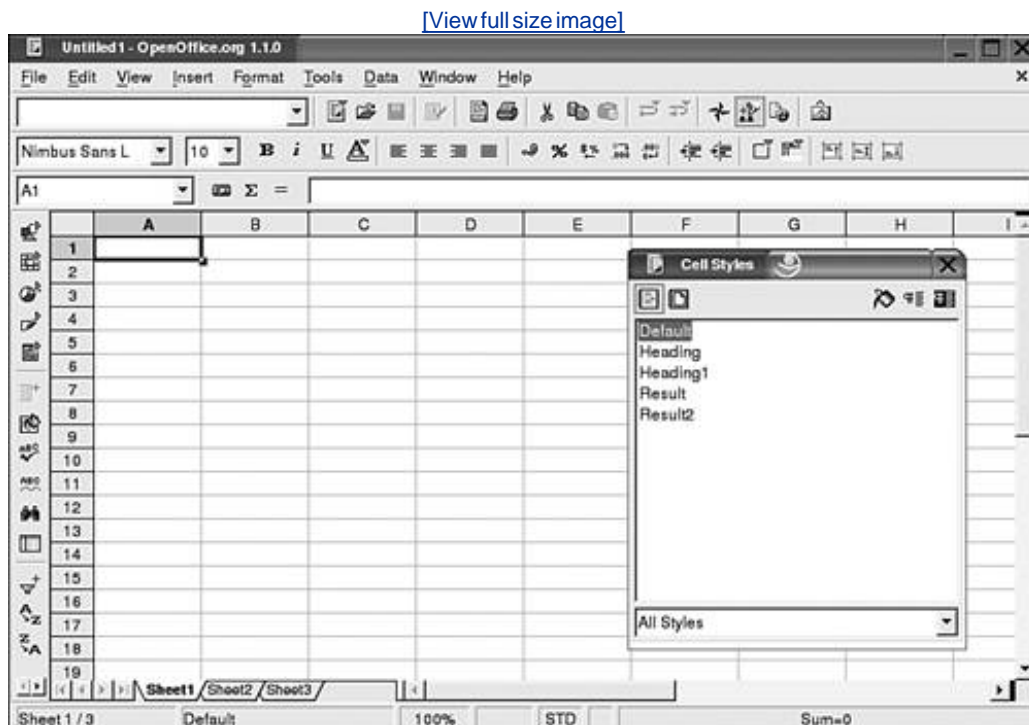 [View full size image]
Untitled1 - OpenOffice.org 1.1.0
File Edit View Insert Format Tools Data Window Help
Nimbus Sans L 10 B i U A
A1 Σ =
A B C D E F G H I
1
2
3
4
5
6
7
8
9
10
11
12
13
14
15
16
17
18
19
Cell Styles
Default
Heading
Heading1
Result
Result2
All Styles
ABC
ABC
A Z
Z A
Sheet1 Sheet2 Sheet3
Sheet 1 / 3 Default 100% STD Sum=0